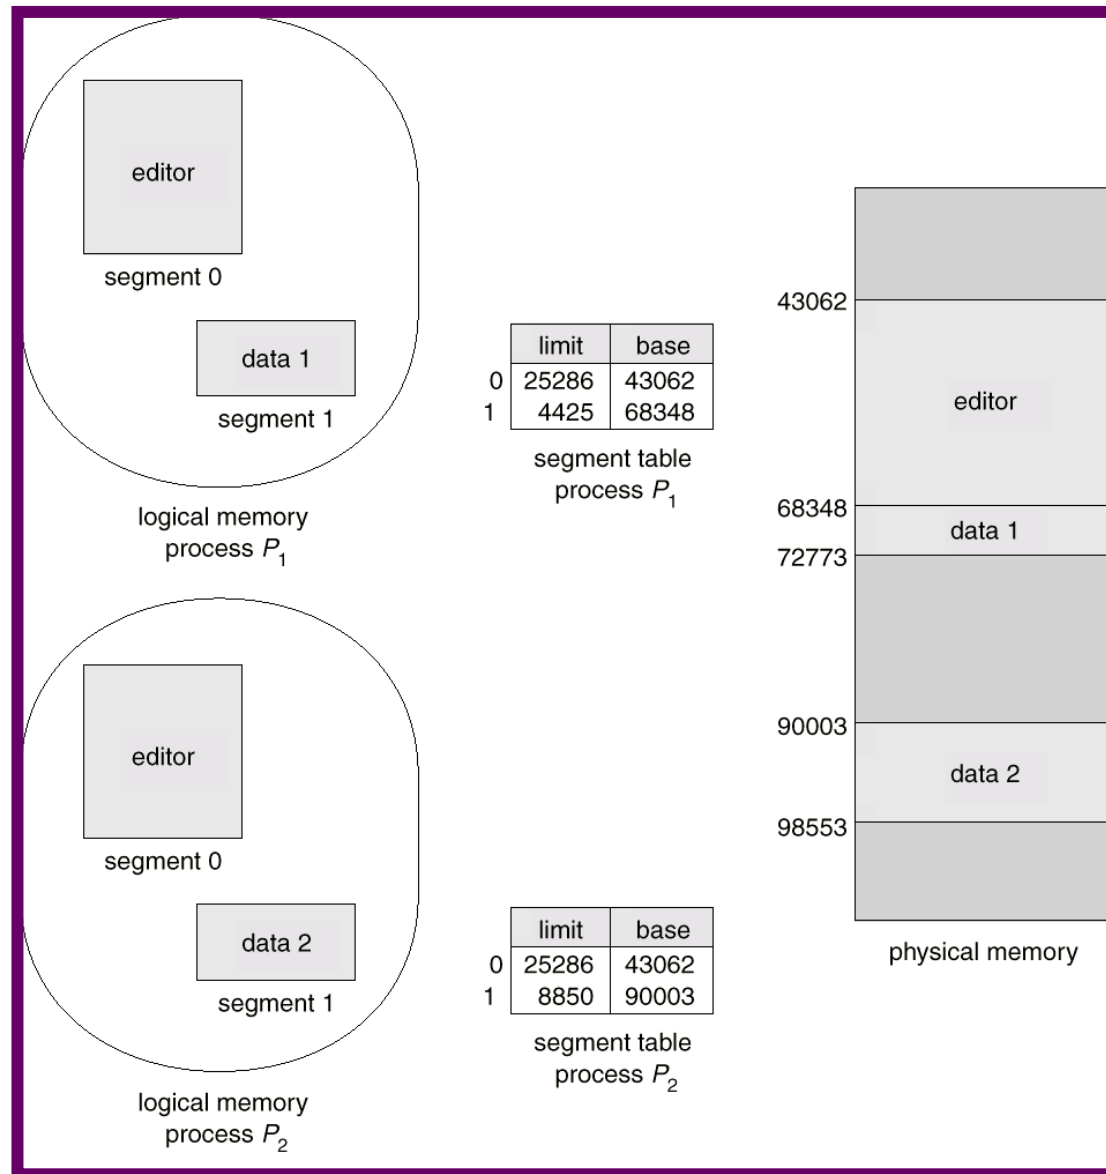 editor
segment 0
data 1
segment 1
logical memory
process P1
limit base
0 25286 43062
1 4425 68348
segment table
process P1
editor
segment 0
data 2
segment 1
logical memory
process P2
limit base
0 25286 43062
1 8850 90003
segment table
process P2
43062
editor
68348
data 1
72773
90003
data 2
98553
physical memory